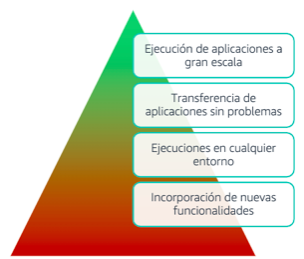 Ejecución de aplicaciones a
gran escala
Transferencia de
aplicaciones sin problemas
Ejecuciones en cualquier
entorno
Incorporación de nuevas
funcionalidades